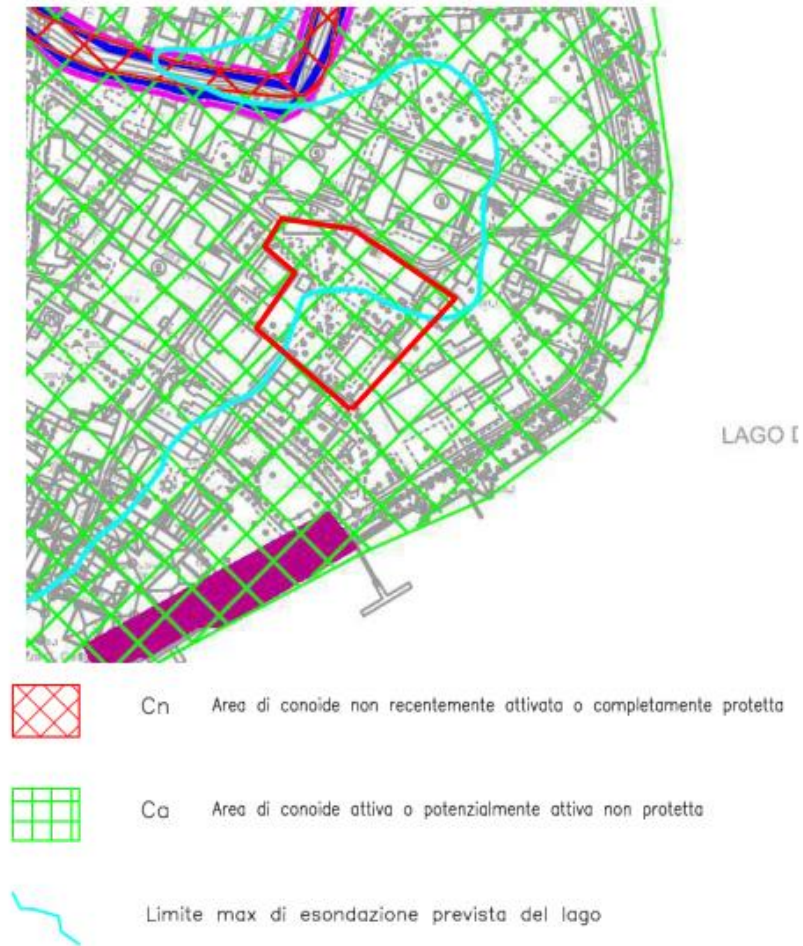 LAGO D
Cn Area di conoide non recentemente attivata o completamente protetta
Ca Area di conoide attiva o potenzialmente attiva non protetta
Limite max di esondazione prevista del lago